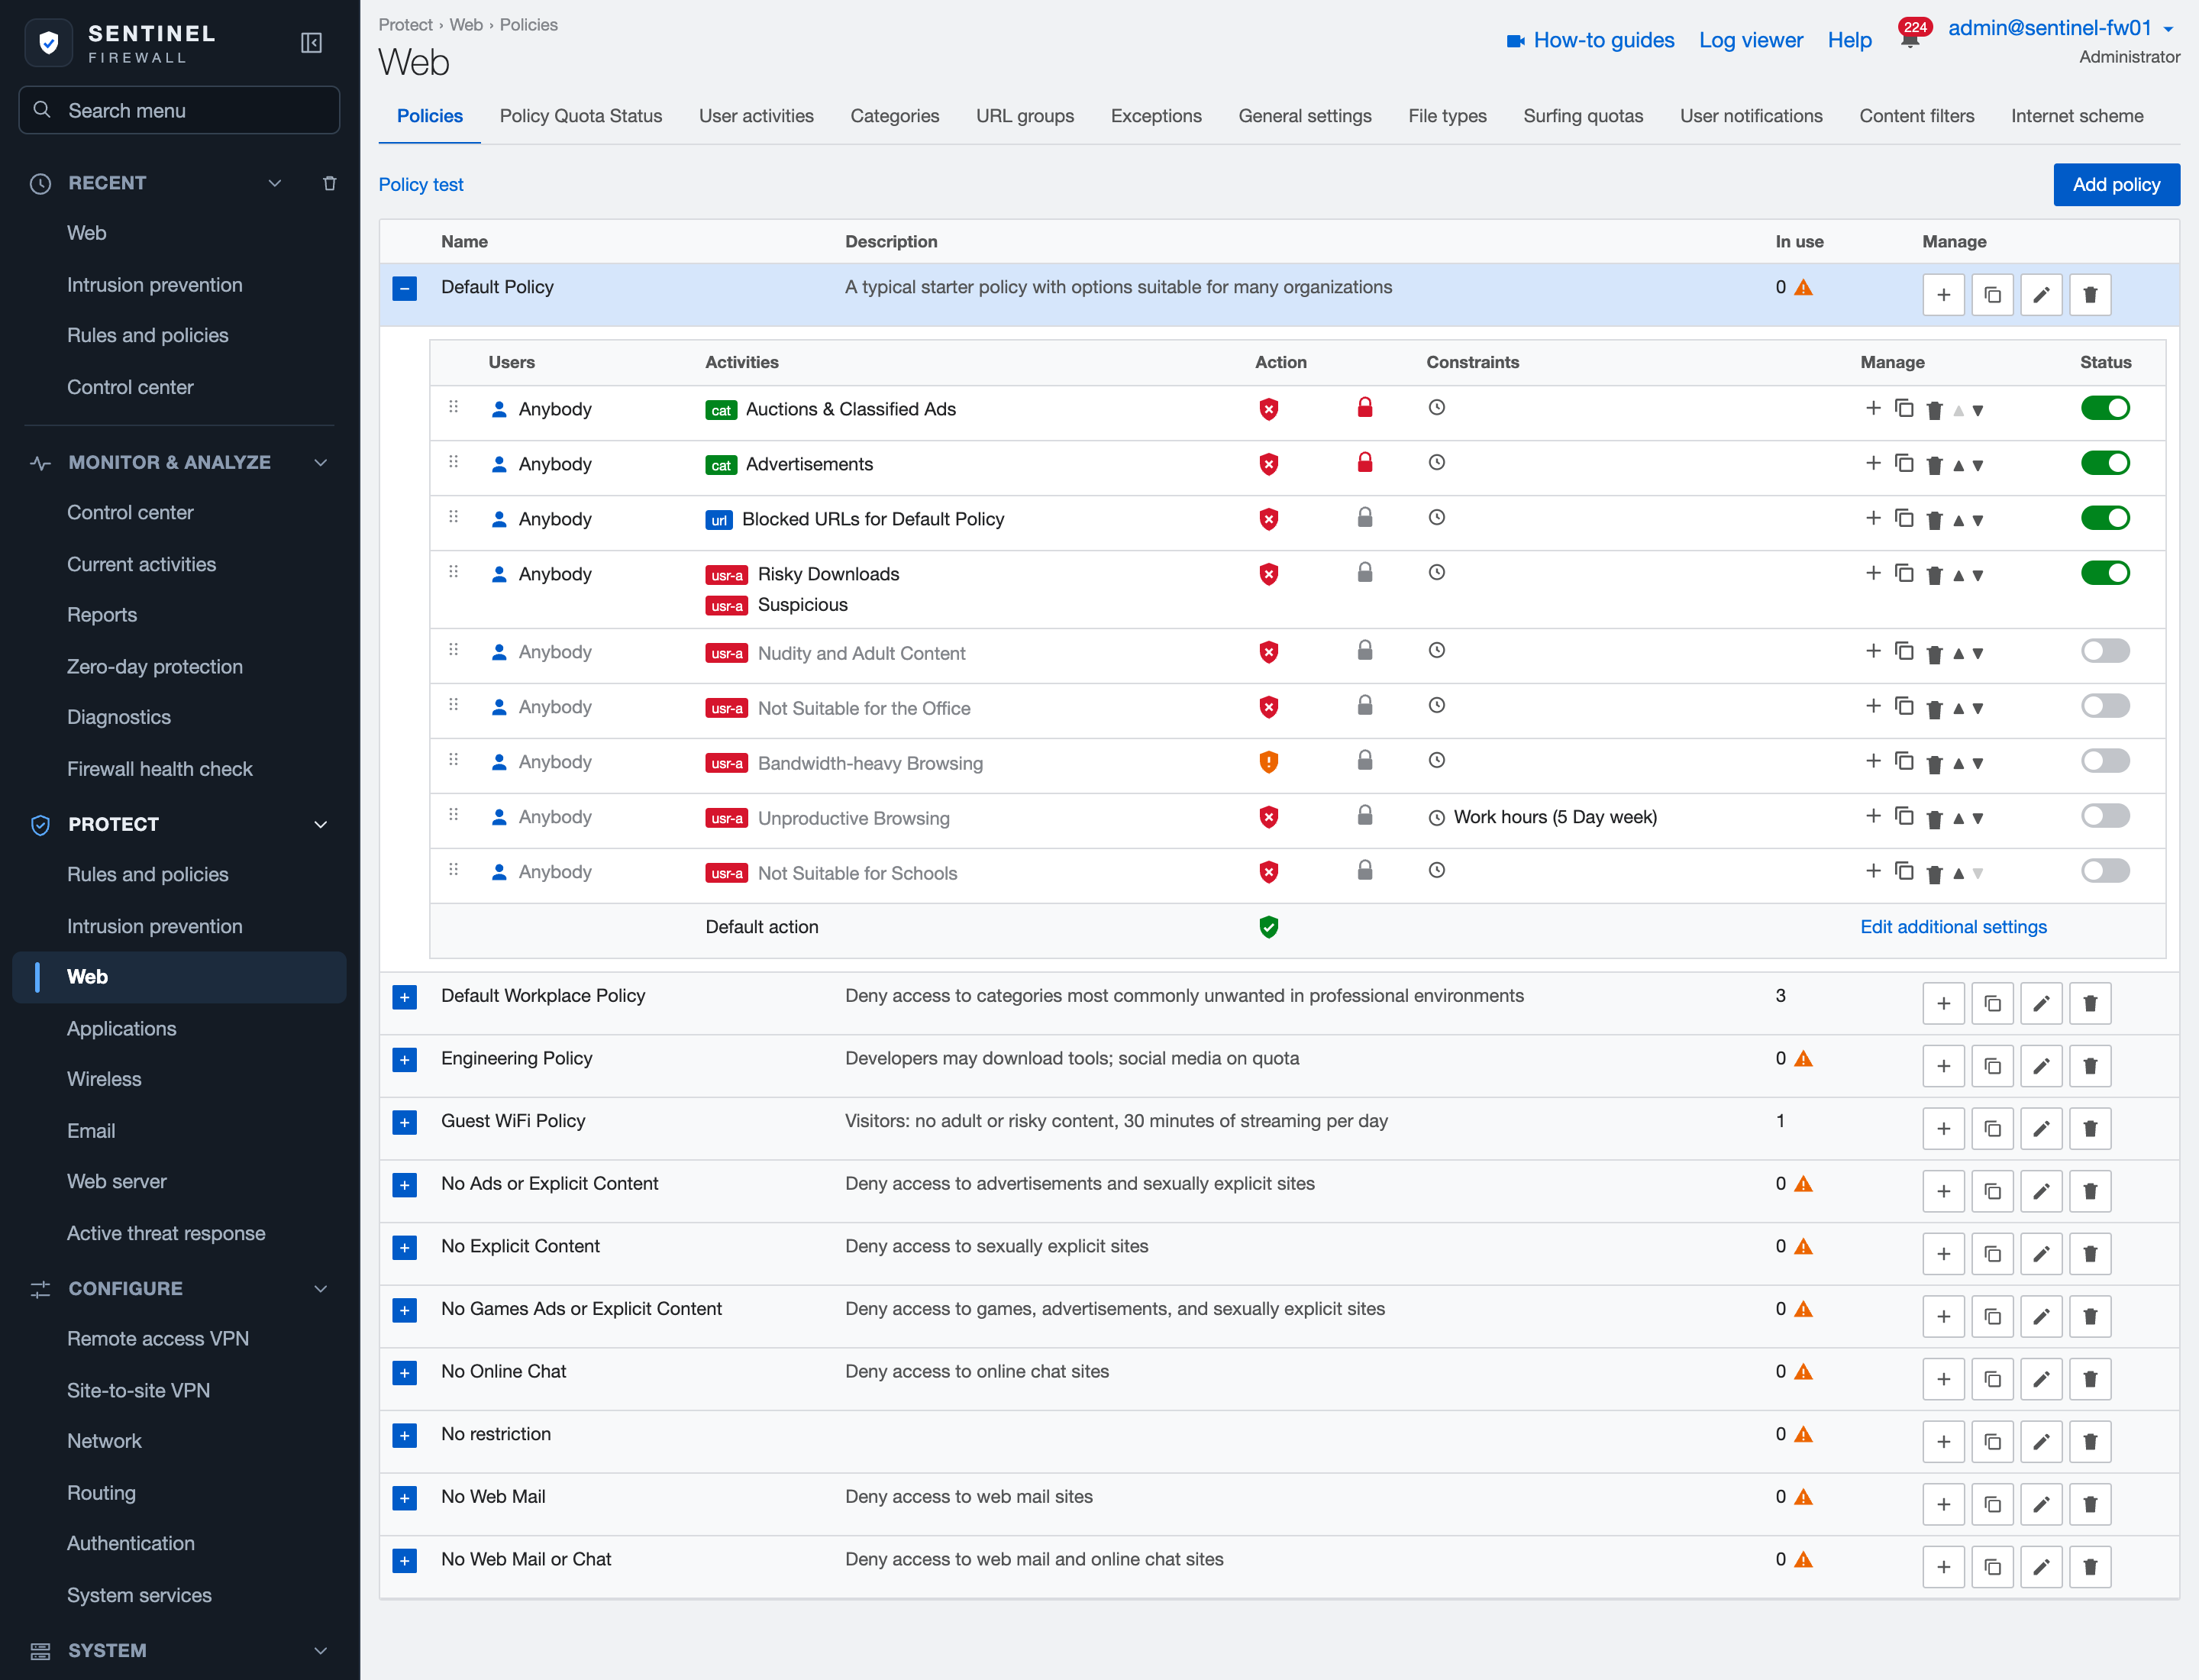 SENTINEL
FIREWALL
Search menu
RECENT
Web
Intrusion prevention
Rules and policies
Control center
MONITOR & ANALYZE
Control center
Current activities
Reports
Zero-day protection
Diagnostics
Firewall health check
PROTECT
Rules and policies
Intrusion prevention
Web
Applications
Wireless
Email
Web server
Active threat response
CONFIGURE
Remote access VPN
Site-to-site VPN
Network
Routing
Authentication
System services
SYSTEM
Protect › Web › Policies
Web
How-to guides Log viewer Help 224 admin@sentinel-fw01
Administrator
Policies Policy Quota Status User activities Categories URL groups Exceptions General settings File types Surfing quotas User notifications Content filters Internet scheme
Policy test Add policy
Name Description In use Manage
Default Policy A typical starter policy with options suitable for many organizations 0
Users Activities Action Constraints Manage Status
Anybody cat Auctions & Classified Ads
Anybody cat Advertisements
Anybody url Blocked URLs for Default Policy
Anybody usr-a Risky Downloads
usr-a Suspicious
Anybody usr-a Nudity and Adult Content
Anybody usr-a Not Suitable for the Office
Anybody usr-a Bandwidth-heavy Browsing
Anybody usr-a Unproductive Browsing Work hours (5 Day week)
Anybody usr-a Not Suitable for Schools
Default action Edit additional settings
Default Workplace Policy Deny access to categories most commonly unwanted in professional environments 3
Engineering Policy Developers may download tools; social media on quota 0
Guest WiFi Policy Visitors: no adult or risky content, 30 minutes of streaming per day 1
No Ads or Explicit Content Deny access to advertisements and sexually explicit sites 0
No Explicit Content Deny access to sexually explicit sites 0
No Games Ads or Explicit Content Deny access to games, advertisements, and sexually explicit sites 0
No Online Chat Deny access to online chat sites 0
No restriction 0
No Web Mail Deny access to web mail sites 0
No Web Mail or Chat Deny access to web mail and online chat sites 0